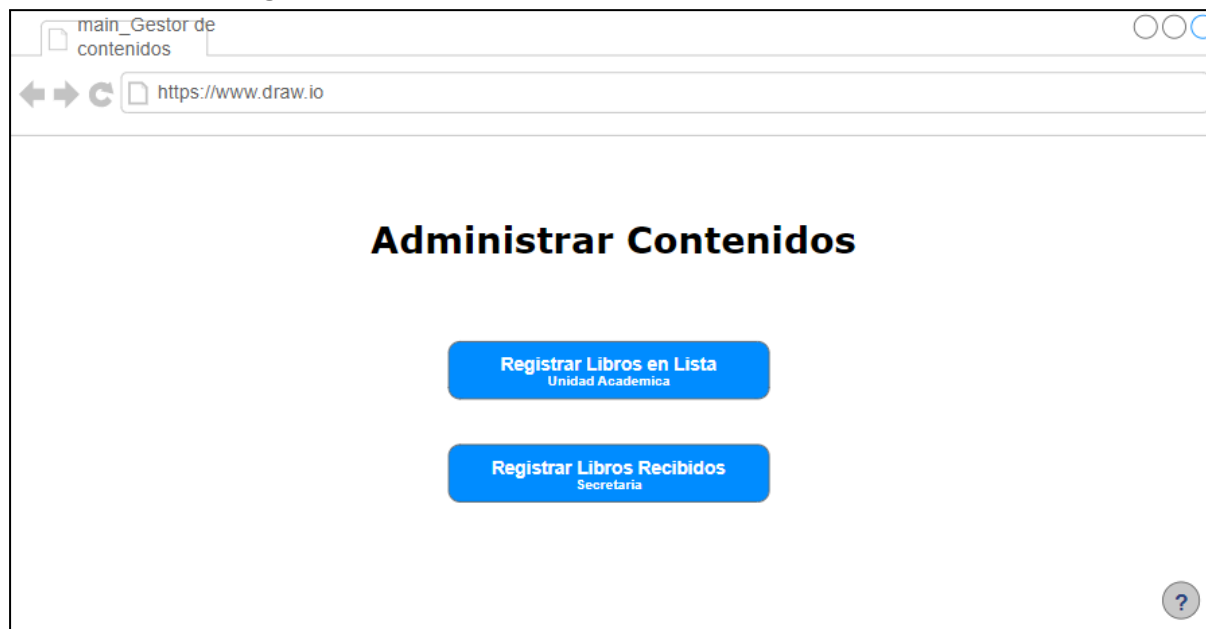 main_Gestor de
contenidos
https://www.draw.io
Administrar Contenidos
Registrar Libros en Lista
Unidad Academica
Registrar Libros Recibidos
Secretaria
?